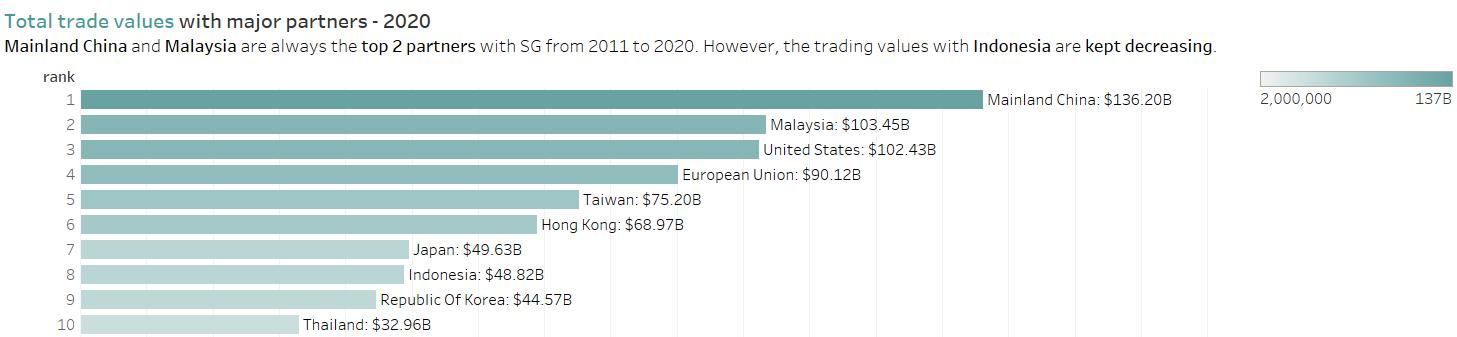 Total trade values with major partners - 2020
Mainland China and Malaysia are always the top 2 partners with SG from 2011 to 2020. However, the trading values with Indonesia are kept decreasing.
rank
1 Mainland China: $136.20B
2 Malaysia: $103.45B
3 United States: $102.43B
4 European Union: $90.12B
5 Taiwan: $75.20B
6 Hong Kong: $68.97B
7 Japan: $49.63B
8 Indonesia: $48.82B
9 Republic Of Korea: $44.57B
10 Thailand: $32.96B
2,000,000 137B